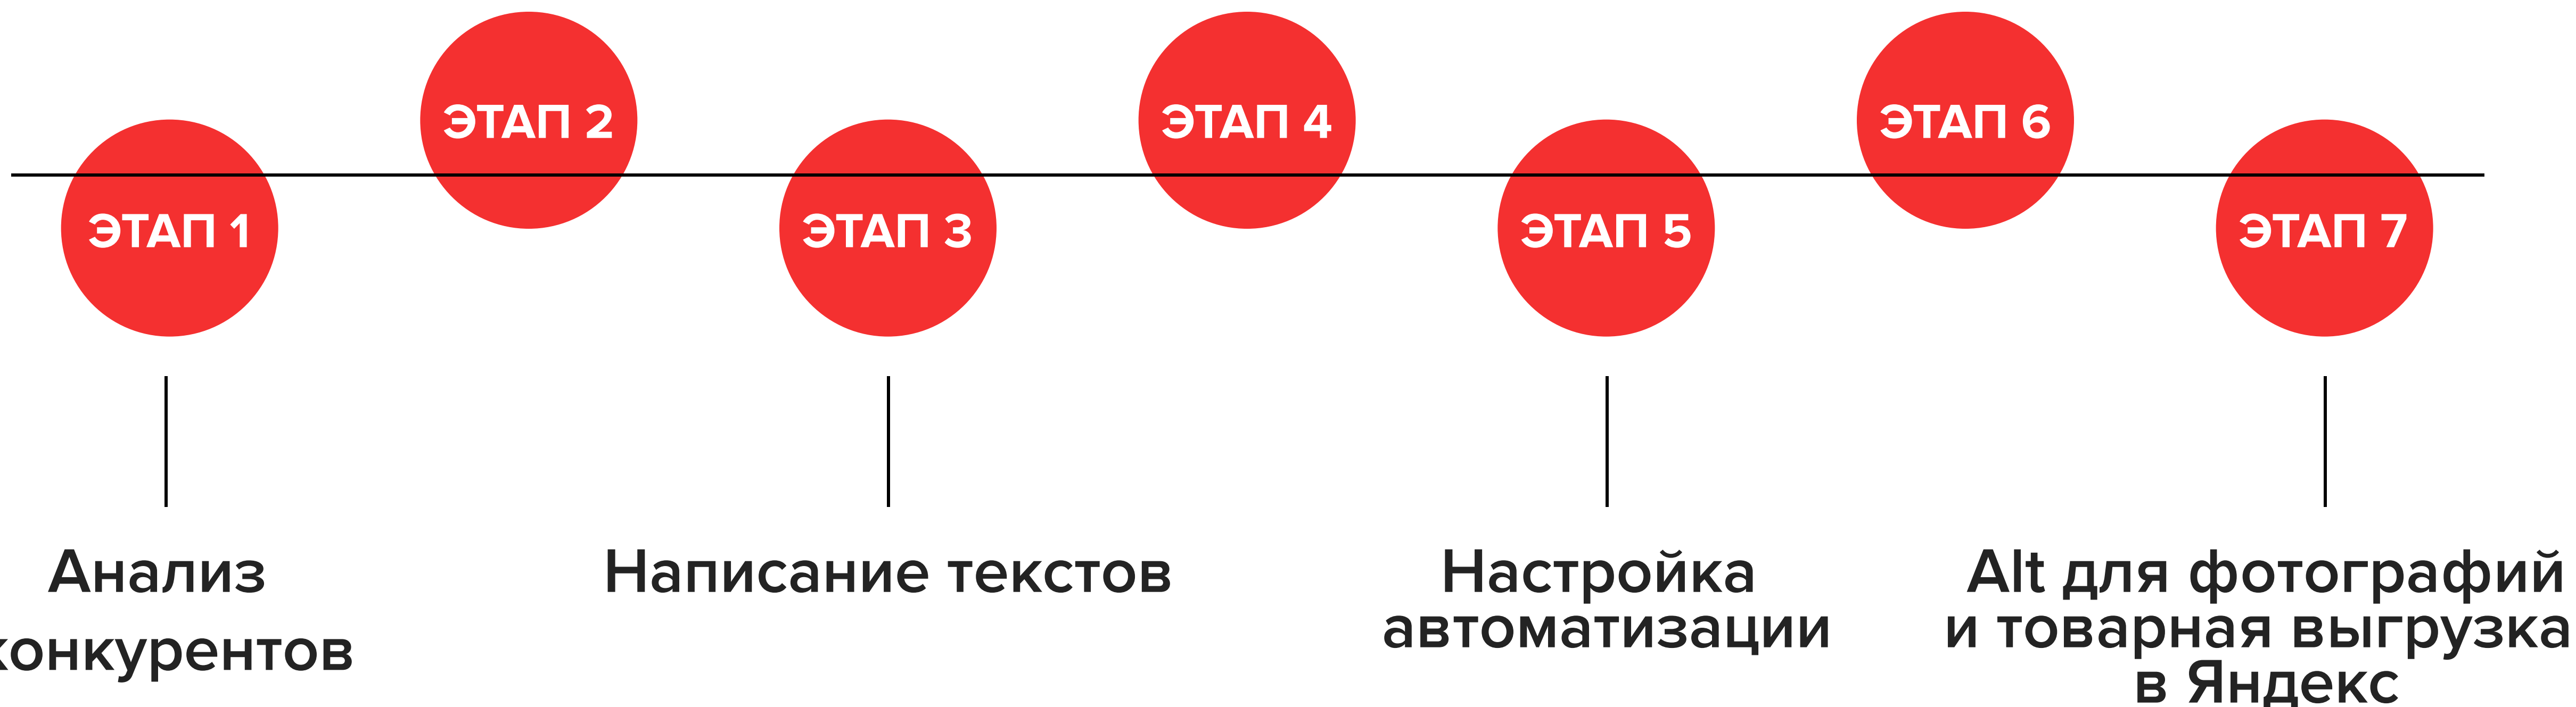 ЭТАП 1
ЭТАП 2
ЭТАП 3
ЭТАП 4
ЭТАП 5
ЭТАП 6
ЭТАП 7
Анализ
конкурентов
Написание текстов
Настройка
автоматизации
Alt для фотографий
и товарная выгрузка
в Яндекс